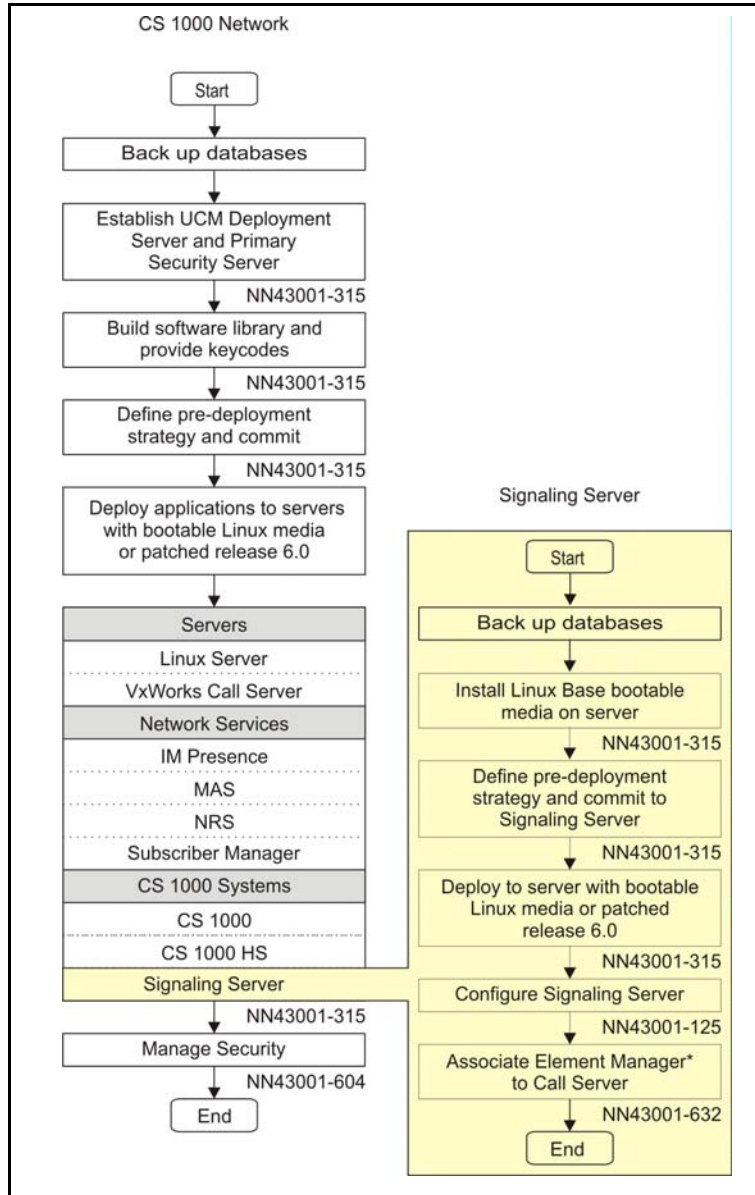 CS 1000 Network
Start
Back up databases
Establish UCM Deployment
Server and Primary
Security Server
NN43001-315
Build software library and
provide keycodes
NN43001-315
Define pre-deployment
strategy and commit
NN43001-315
Deploy applications to servers
with bootable Linux media
or patched release 6.0
Servers
Linux Server
VxWorks Call Server
Network Services
IM Presence
MAS
NRS
Subscriber Manager
CS 1000 Systems
CS 1000
CS 1000 HS
Signaling Server
NN43001-315
Manage Security
NN43001-604
End
Signaling Server
Start
Back up databases
Install Linux Base bootable
media on server
NN43001-315
Define pre-deployment
strategy and commit to
Signaling Server
NN43001-315
Deploy to server with bootable
Linux media or patched
release 6.0
NN43001-315
Configure Signaling Server
NN43001-125
Associate Element Manager*
to Call Server
NN43001-632
End